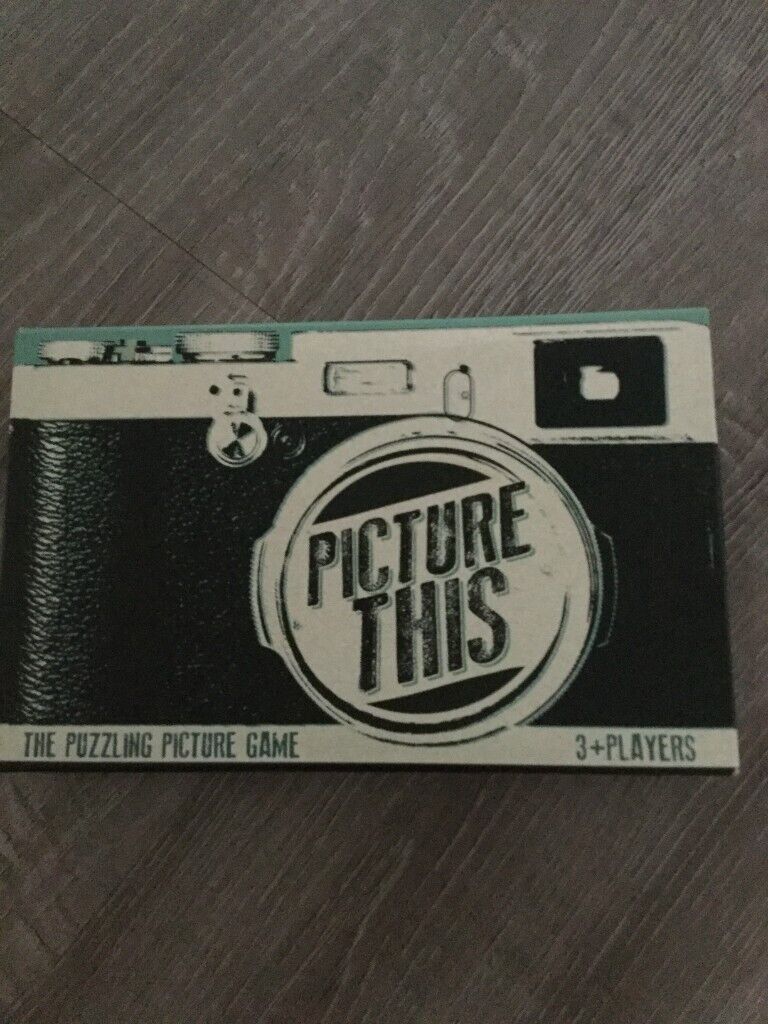 PICTURE
THIS
THE PUZZLING PICTURE GAME
3+PLAYERS